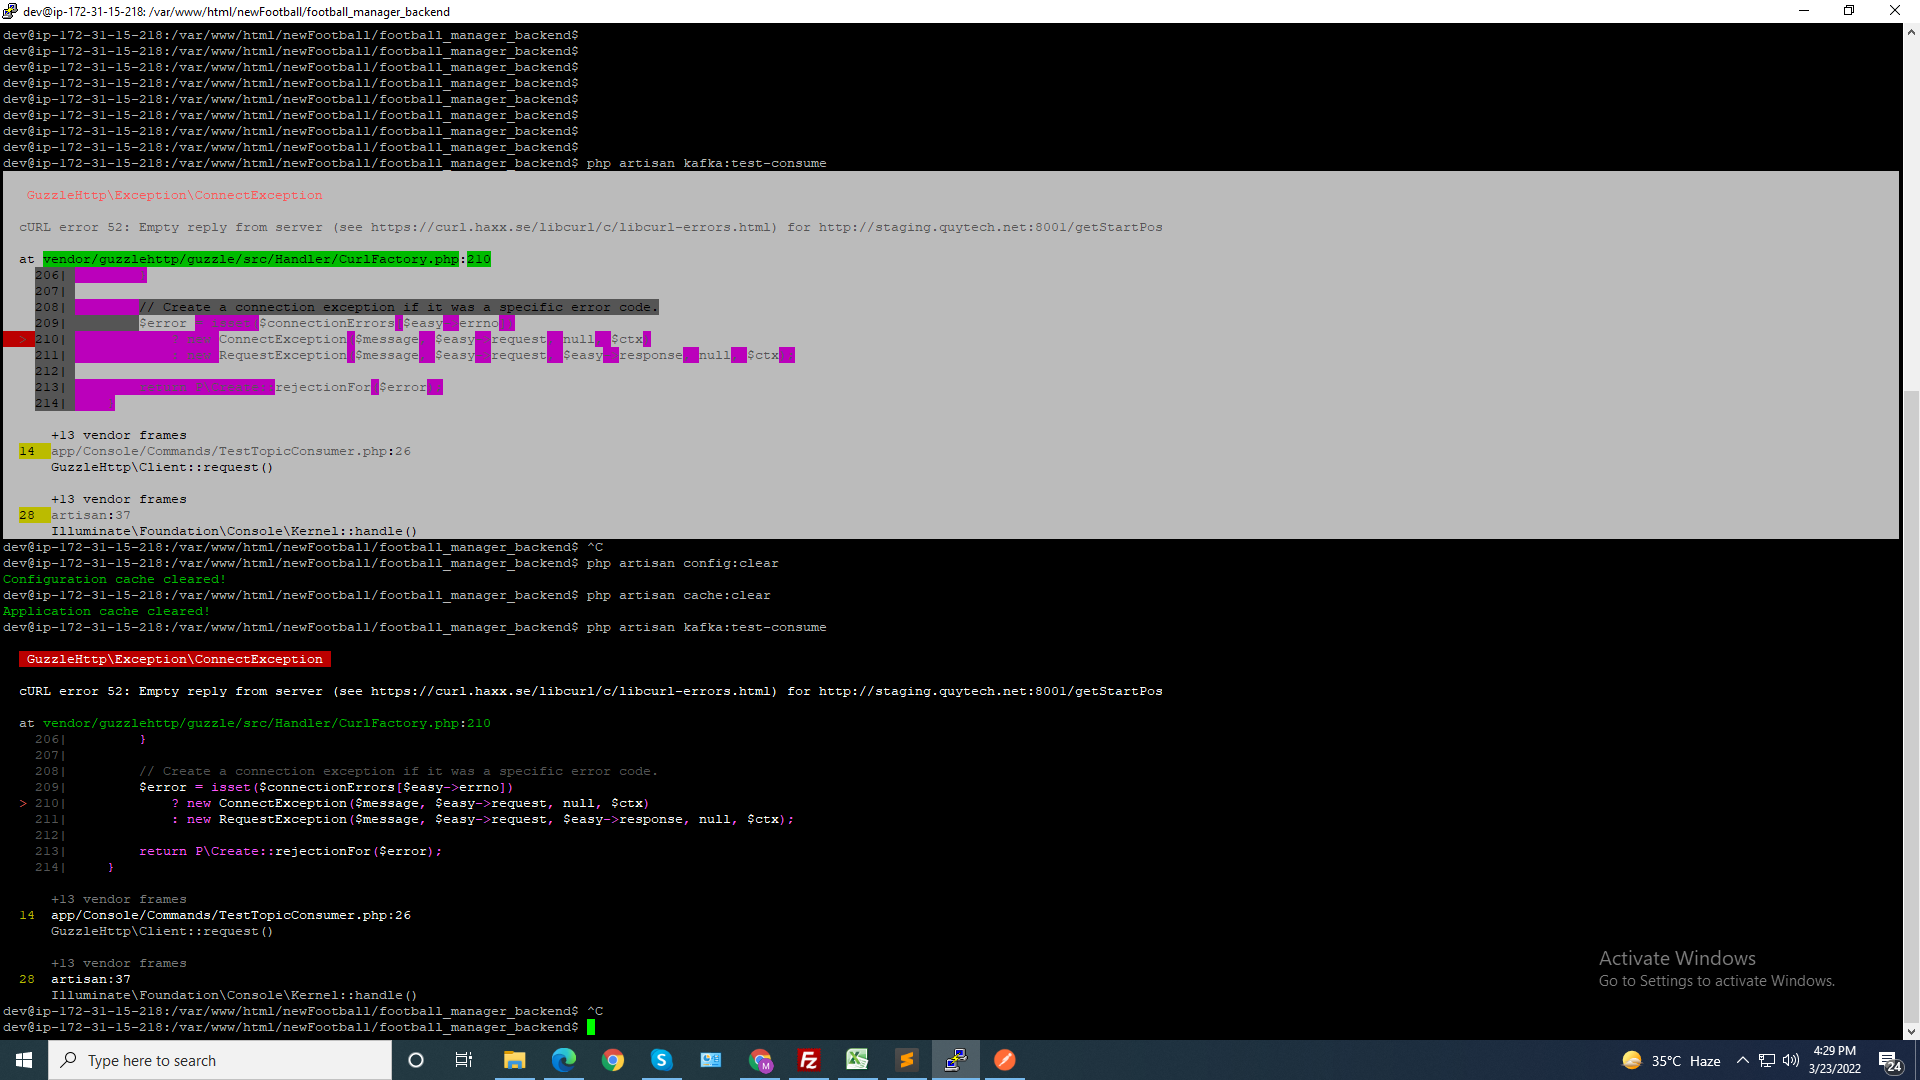 dev@ip-172-31-15-218: /var/www/html/newFootball/football_manager_backend
dev@ip-172-31-15-218:/var/www/html/newFootball/football_manager_backend$
dev@ip-172-31-15-218:/var/www/html/newFootball/football_manager_backend$
dev@ip-172-31-15-218:/var/www/html/newFootball/football_manager_backend$
dev@ip-172-31-15-218:/var/www/html/newFootball/football_manager_backend$
dev@ip-172-31-15-218:/var/www/html/newFootball/football_manager_backend$
dev@ip-172-31-15-218:/var/www/html/newFootball/football_manager_backend$
dev@ip-172-31-15-218:/var/www/html/newFootball/football_manager_backend$
dev@ip-172-31-15-218:/var/www/html/newFootball/football_manager_backend$
dev@ip-172-31-15-218:/var/www/html/newFootball/football_manager_backend$ php artisan kafka:test-consume
GuzzleHttp\Exception\ConnectException
cURL error 52: Empty reply from server (see https://curl.haxx.se/libcurl/c/libcurl-errors.html) for http://staging.quytech.net:8001/getStartPos
at vendor/guzzlehttp/guzzle/src/Handler/CurlFactory.php:210
206|
207|
208| // Create a connection exception if it was a specific error code.
209| $error $connectionErrors $easy errno
> 210| new ConnectException $message, $easy request, null, $ctx
211| : new RequestException $message, $easy request, $easy response, null, $ctx
212|
213| return P\Create::rejectionFor $error
214|
+13 vendor frames
14 app/Console/Commands/TestTopicConsumer.php:26
GuzzleHttp\Client::request()
+13 vendor frames
28 artisan:37
Illuminate\Foundation\Console\Kernel::handle()
dev@ip-172-31-15-218:/var/www/html/newFootball/football_manager_backend$ ^C
dev@ip-172-31-15-218:/var/www/html/newFootball/football_manager_backend$ php artisan config:clear
Configuration cache cleared!
dev@ip-172-31-15-218:/var/www/html/newFootball/football_manager_backend$ php artisan cache:clear
Application cache cleared!
dev@ip-172-31-15-218:/var/www/html/newFootball/football_manager_backend$ php artisan kafka:test-consume
GuzzleHttp\Exception\ConnectException
cURL error 52: Empty reply from server (see https://curl.haxx.se/libcurl/c/libcurl-errors.html) for http://staging.quytech.net:8001/getStartPos
at vendor/guzzlehttp/guzzle/src/Handler/CurlFactory.php:210
206| }
207|
208| // Create a connection exception if it was a specific error code.
209| $error = isset($connectionErrors[$easy->errno])
> 210| ? new ConnectException($message, $easy->request, null, $ctx)
211| : new RequestException($message, $easy->request, $easy->response, null, $ctx);
212|
213| return P\Create::rejectionFor($error);
214| }
+13 vendor frames
14 app/Console/Commands/TestTopicConsumer.php:26
GuzzleHttp\Client::request()
+13 vendor frames
28 artisan:37
Illuminate\Foundation\Console\Kernel::handle()
dev@ip-172-31-15-218:/var/www/html/newFootball/football_manager_backend$ ^C
dev@ip-172-31-15-218:/var/www/html/newFootball/football_manager_backend$
Activate Windows
Go to Settings to activate Windows.
Type here to search
35°C Haze
4:29 PM
3/23/2022
24